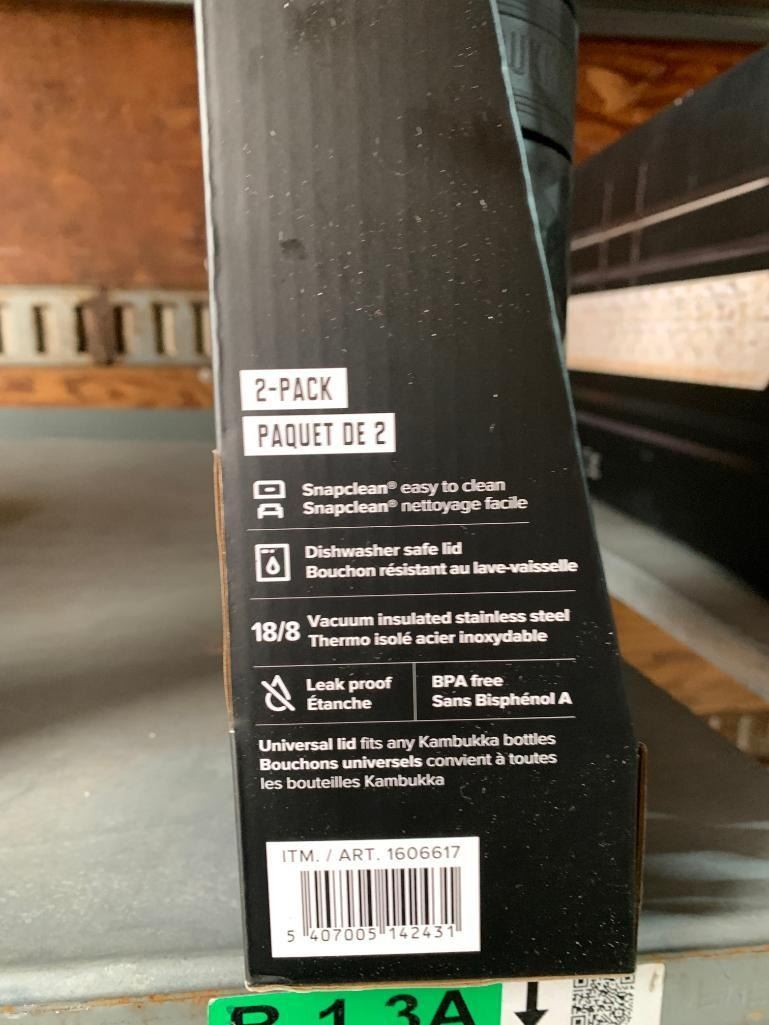 2-PACK
PAQUET DE 2
Snapclean® easy to clean
Snapclean® nettoyage facile
Dishwasher safe lid
Bouchon résistant au lave-vaisselle
18/8
Vacuum insulated stainless steel
Thermo isolé acier inoxydable
Leak proof
Étanche
BPA free
Sans Bisphénol A
Universal lid fits any Kambukka bottles
Bouchons universels convient à toutes
les bouteilles Kambukka
ITM. / ART. 1606617
5 407005 142431